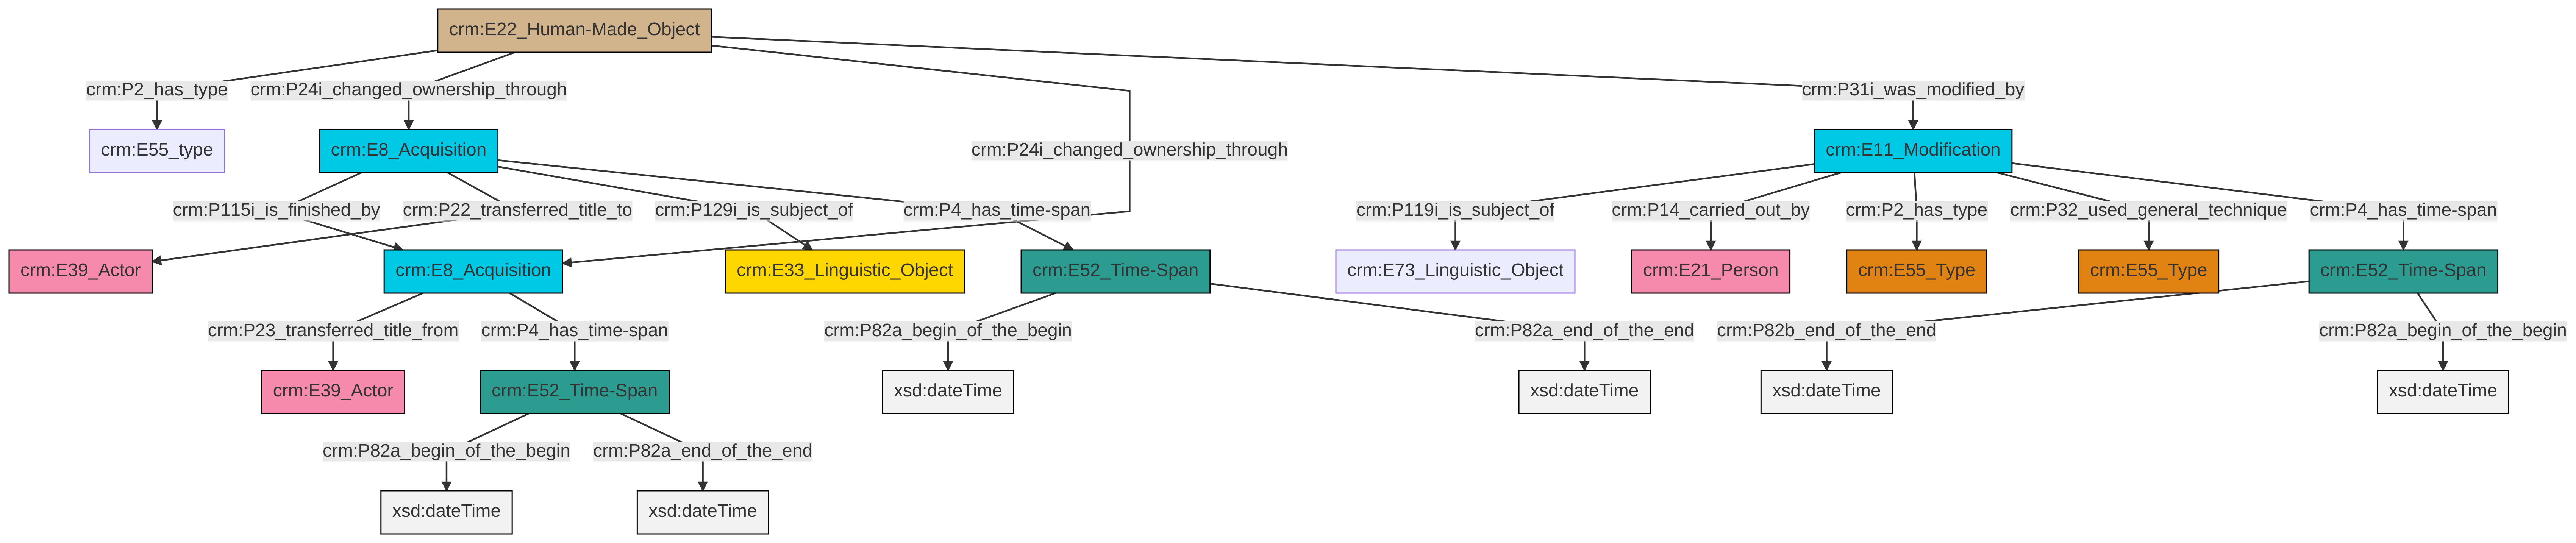 crm:E22_Human-Made_Object
crm:P2_has_type
crm:P24i_changed_ownership_through
crm:P31i_was_modified_by
crm:E55_type
crm:E8_Acquisition
crm:P24i_changed_ownership_through
crm:E11_Modification
crm:P115i_is_finished_by
crm:P22_transferred_title_to
crm:P129i_is_subject_of
crm:P4_has_time-span
crm:P119i_is_subject_of
crm:P14_carried_out_by
crm:P2_has_type
crm:P32_used_general_technique
crm:P4_has_time-span
crm:E39_Actor
crm:E8_Acquisition
crm:E33_Linguistic_Object
crm:E52_Time-Span
crm:E73_Linguistic_Object
crm:E21_Person
crm:E55_Type
crm:E55_Type
crm:E52_Time-Span
crm:P23_transferred_title_from
crm:P4_has_time-span
crm:P82a_begin_of_the_begin
crm:P82a_end_of_the_end
crm:P82b_end_of_the_end
crm:P82a_begin_of_the_begin
crm:E39_Actor
crm:E52_Time-Span
xsd:dateTime
xsd:dateTime
xsd:dateTime
xsd:dateTime
crm:P82a_begin_of_the_begin
crm:P82a_end_of_the_end
xsd:dateTime
xsd:dateTime